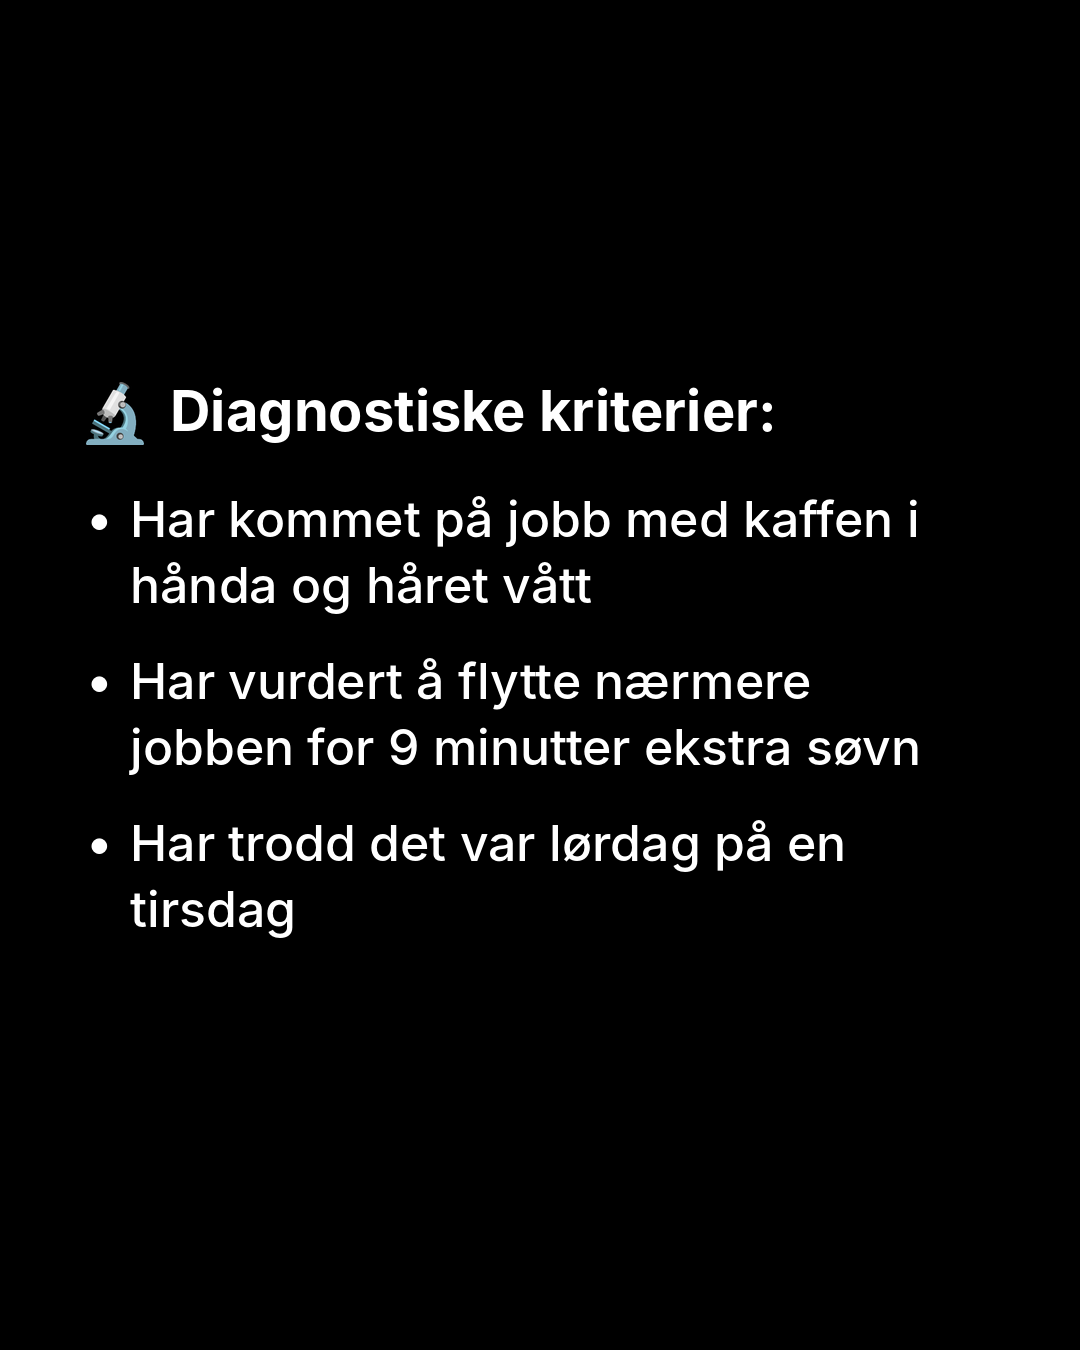 🔬 Diagnostiske kriterier:
• Har kommet på jobb med kaffen i
hånda og håret vått
• Har vurdert å flytte nærmere
jobben for 9 minutter ekstra søvn
• Har trodd det var lørdag på en
tirsdag